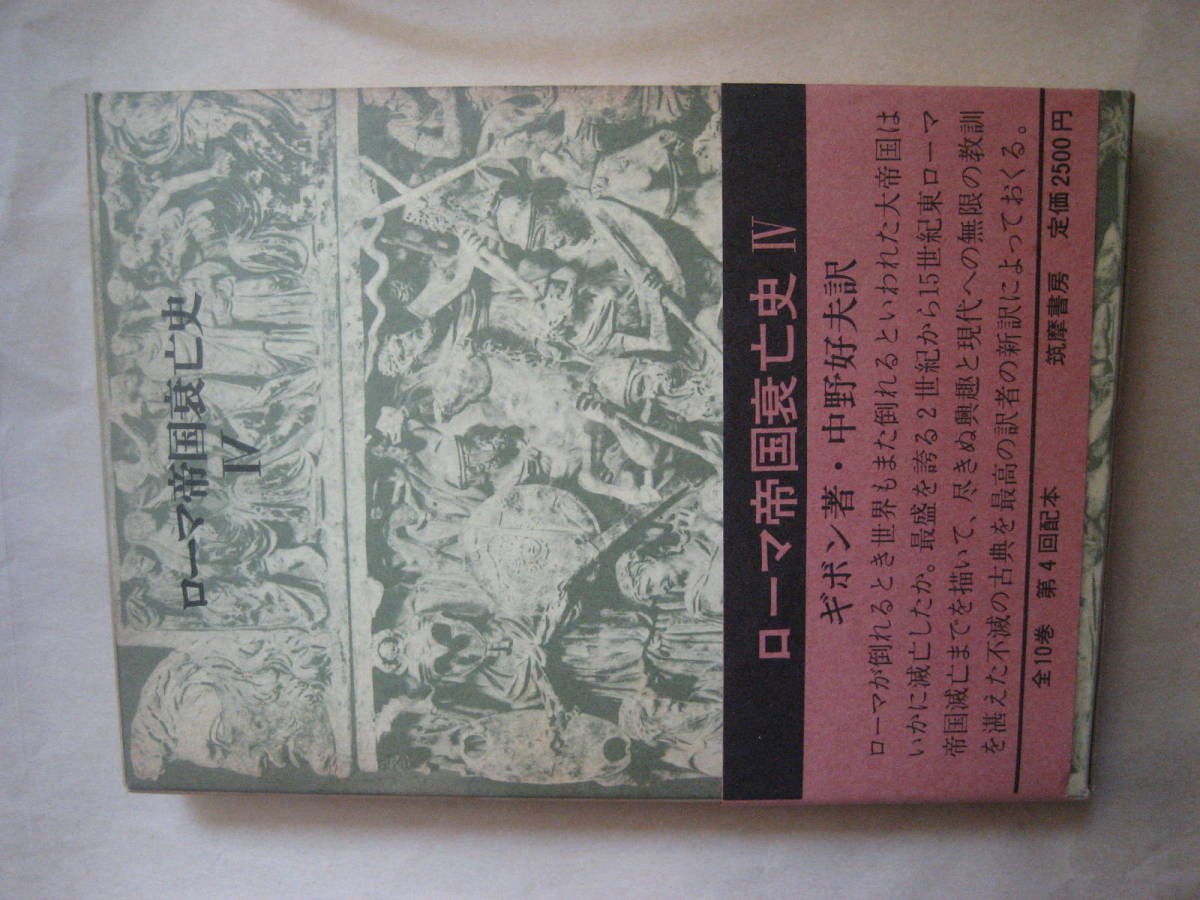 ローマ帝国衰亡史
IV
ローマ帝国衰亡史 IV
ギボン著・中野好夫訳
ローマが倒れるとき世界もまた倒れるといわれた大帝国は
いかに滅亡したか。最盛を誇る2世紀から15世紀東ローマ
帝国滅亡までを描いて、尽きぬ興趣と現代への無限の教訓
を湛えた不滅の古典を最高の訳者の新訳によっておくる。
全10巻 第4回配本 筑摩書房 定価2500円